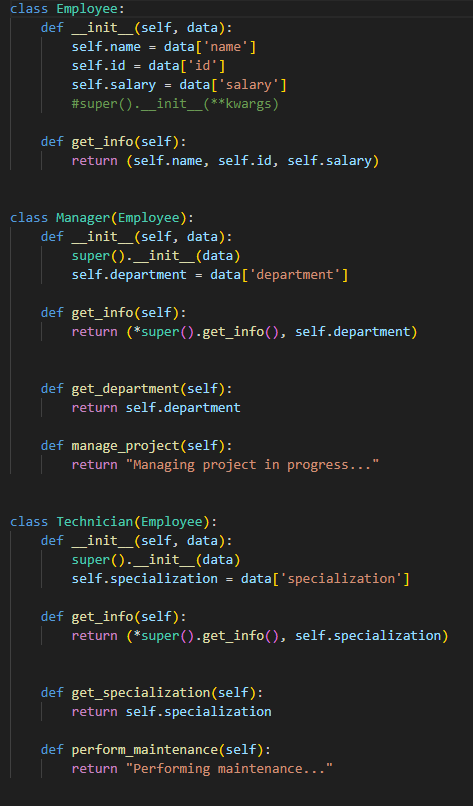 class Employee:
    def __init__(self, data):
        self.name = data['name']
        self.id = data['id']
        self.salary = data['salary']
        #super().__init__(**kwargs)

    def get_info(self):
        return (self.name, self.id, self.salary)


class Manager(Employee):
    def __init__(self, data):
        super().__init__(data)
        self.department = data['department']

    def get_info(self):
        return (*super().get_info(), self.department)


    def get_department(self):
        return self.department

    def manage_project(self):
        return "Managing project in progress..."


class Technician(Employee):
    def __init__(self, data):
        super().__init__(data)
        self.specialization = data['specialization']

    def get_info(self):
        return (*super().get_info(), self.specialization)


    def get_specialization(self):
        return self.specialization

    def perform_maintenance(self):
        return "Performing maintenance..."